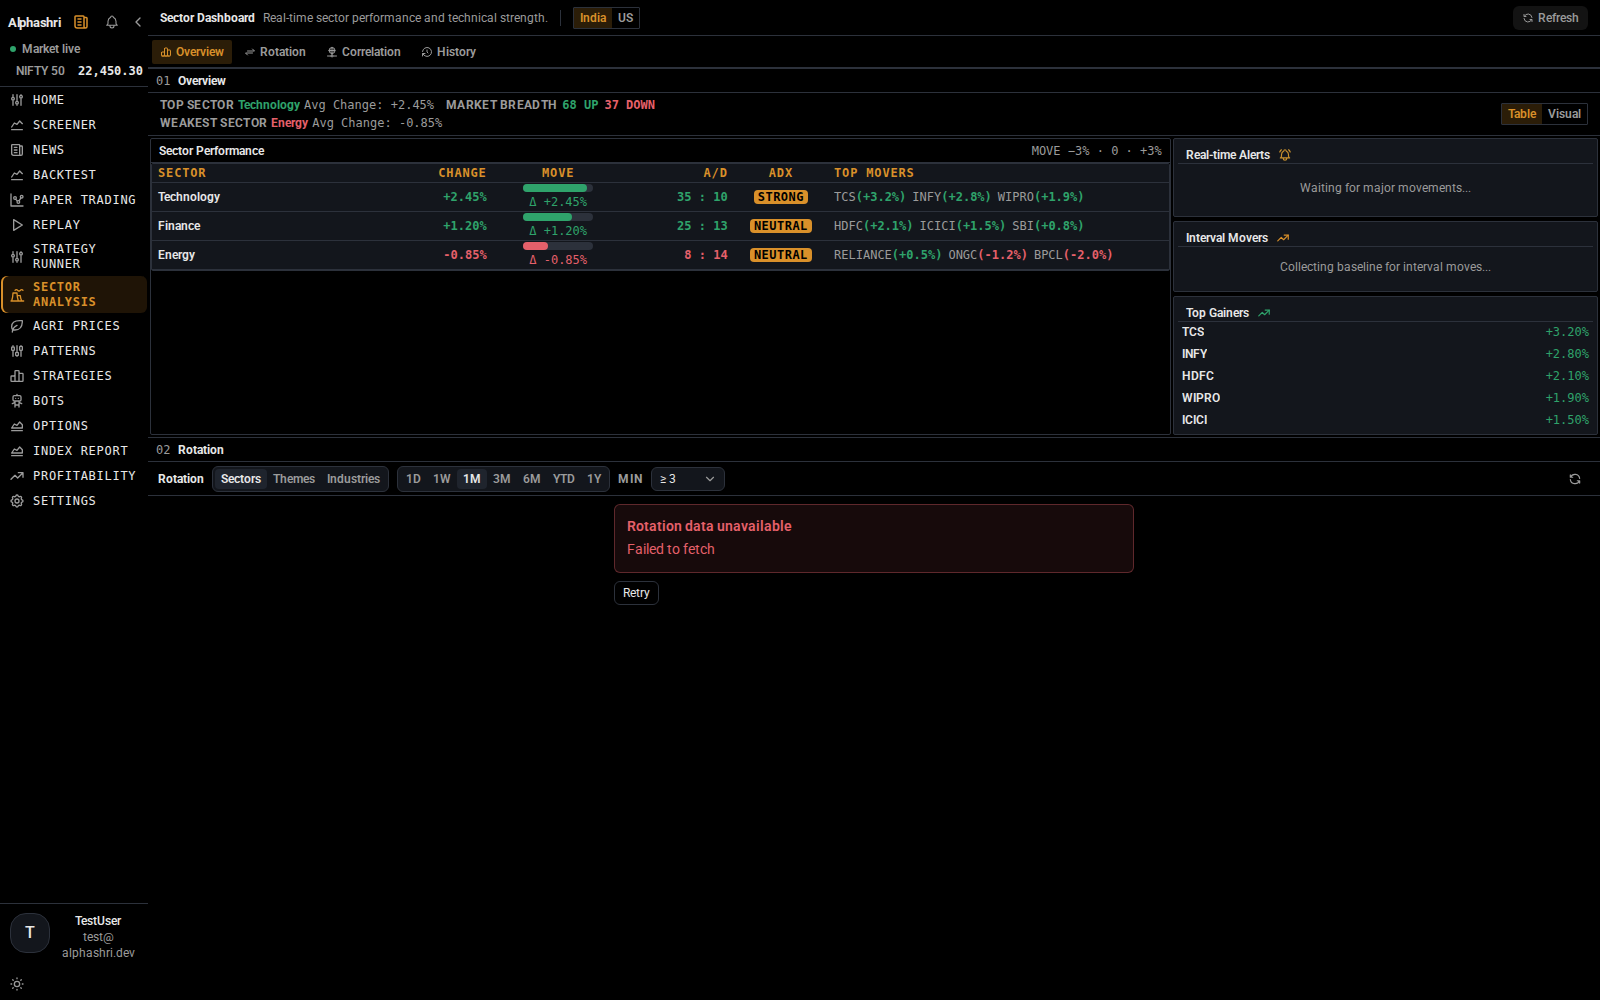 Alphashri
Market live
NIFTY 50 22,450.30
HOME
SCREENER
NEWS
BACKTEST
PAPER TRADING
REPLAY
STRATEGY
RUNNER
SECTOR
ANALYSIS
AGRI PRICES
PATTERNS
STRATEGIES
BOTS
OPTIONS
INDEX REPORT
PROFITABILITY
SETTINGS
T
TestUser
test@
alphashri.dev
Sector Dashboard Real-time sector performance and technical strength. India US Refresh
Overview Rotation Correlation History
01 Overview
TOP SECTOR Technology Avg Change: +2.45% MARKET BREADTH 68 UP 37 DOWN
WEAKEST SECTOR Energy Avg Change: -0.85%
Table Visual
Sector Performance MOVE −3% · 0 · +3%
SECTOR CHANGE MOVE A/D ADX TOP MOVERS
Technology +2.45% Δ +2.45% 35 : 10 STRONG TCS(+3.2%) INFY(+2.8%) WIPRO(+1.9%)
Finance +1.20% Δ +1.20% 25 : 13 NEUTRAL HDFC(+2.1%) ICICI(+1.5%) SBI(+0.8%)
Energy -0.85% Δ -0.85% 8 : 14 NEUTRAL RELIANCE(+0.5%) ONGC(-1.2%) BPCL(-2.0%)
Real-time Alerts
Waiting for major movements...
Interval Movers
Collecting baseline for interval moves...
Top Gainers
TCS +3.20%
INFY +2.80%
HDFC +2.10%
WIPRO +1.90%
ICICI +1.50%
02 Rotation
Rotation Sectors Themes Industries 1D 1W 1M 3M 6M YTD 1Y MIN ≥ 3
Rotation data unavailable
Failed to fetch
Retry